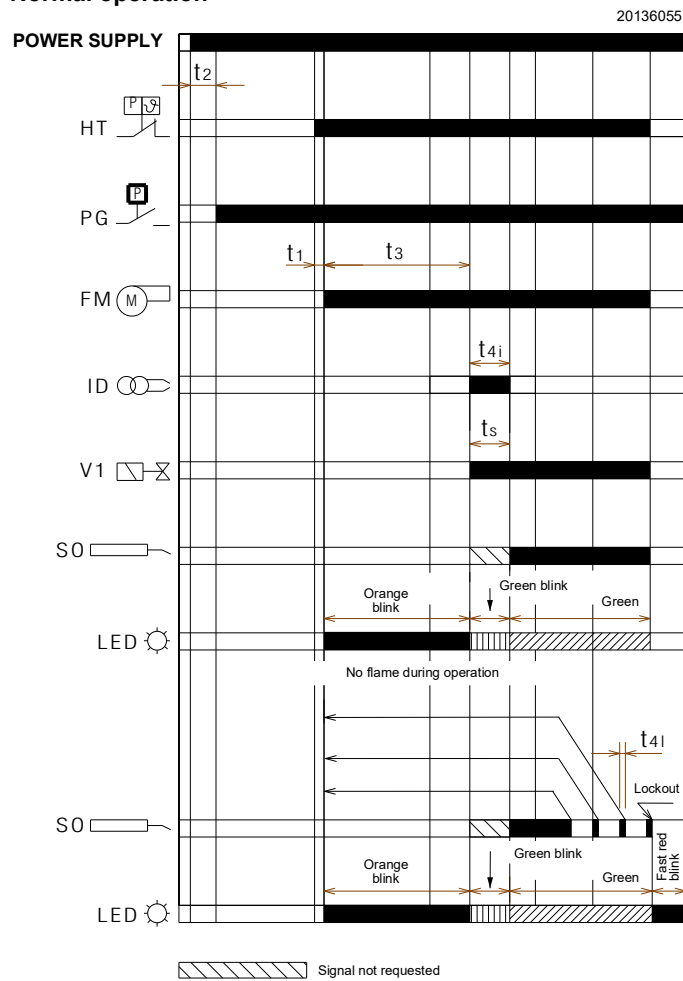 Normal operation
20136055
POWER SUPPLY
t2
P ϑ
HT
P
PG
t1
t3
FM M
t4i
ID
ts
V1
SO
Orange
blink
Green blink
Green
LED
No flame during operation
t4l
Lockout
SO
Orange
blink
Green blink
Green
Fast red
blink
LED
Signal not requested